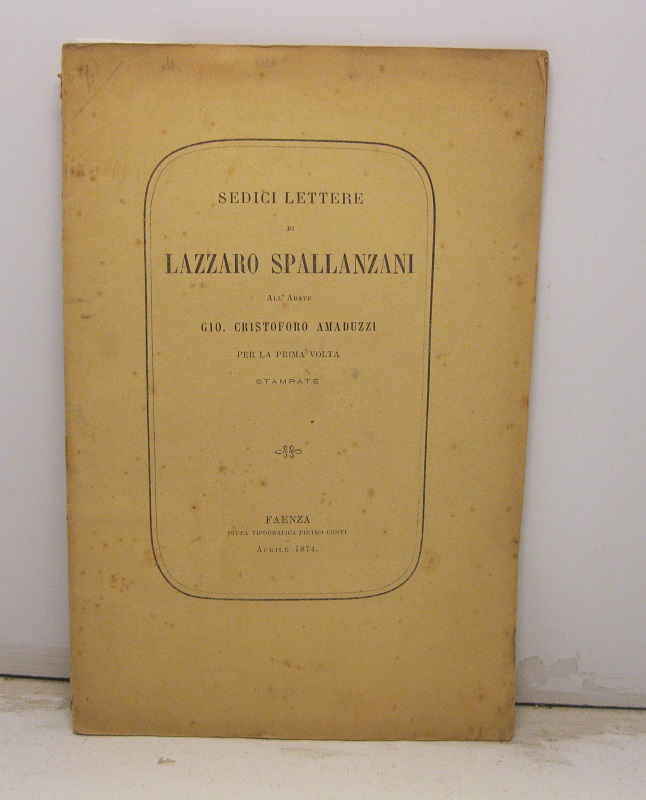 SEDICI LETTERE
DI
LAZZARO SPALLANZANI
ALL'ABATE
GIO. CRISTOFORO AMADUZZI
PER LA PRIMA VOLTA
STAMPATE
FAENZA
DITTA TIPOGRAFICA PIETRO CONTI
APRILE 1874.